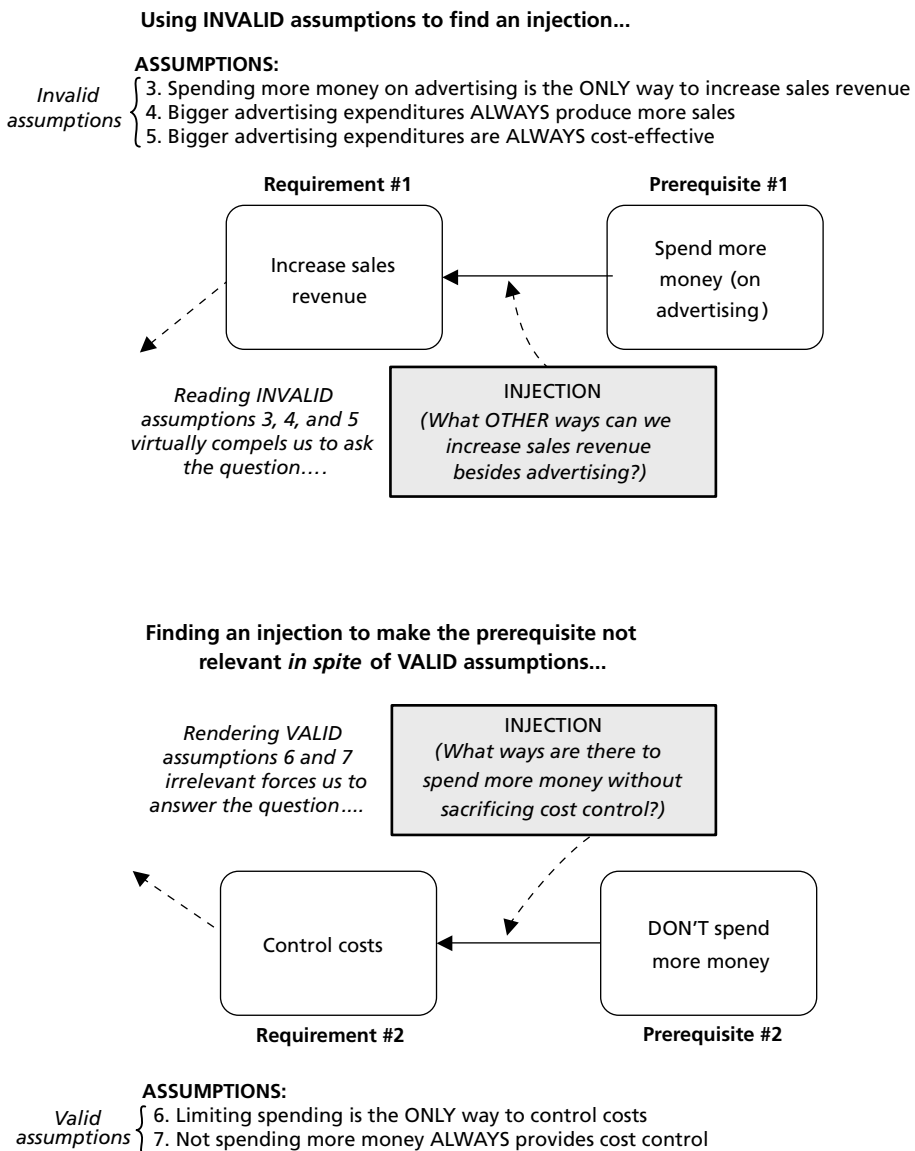 Using INVALID assumptions to find an injection...
ASSUMPTIONS:
Invalid
assumptions
3. Spending more money on advertising is the ONLY way to increase sales revenue
4. Bigger advertising expenditures ALWAYS produce more sales
5. Bigger advertising expenditures are ALWAYS cost-effective
Requirement #1
Prerequisite #1
Increase sales
revenue
Spend more
money (on
advertising)
Reading INVALID
assumptions 3, 4, and 5
virtually compels us to ask
the question....
INJECTION
(What OTHER ways can we
increase sales revenue
besides advertising?)
Finding an injection to make the prerequisite not
relevant in spite of VALID assumptions...
Rendering VALID
assumptions 6 and 7
irrelevant forces us to
answer the question....
INJECTION
(What ways are there to
spend more money without
sacrificing cost control?)
Control costs
DON'T spend
more money
Requirement #2
Prerequisite #2
ASSUMPTIONS:
Valid
assumptions
6. Limiting spending is the ONLY way to control costs
7. Not spending more money ALWAYS provides cost control